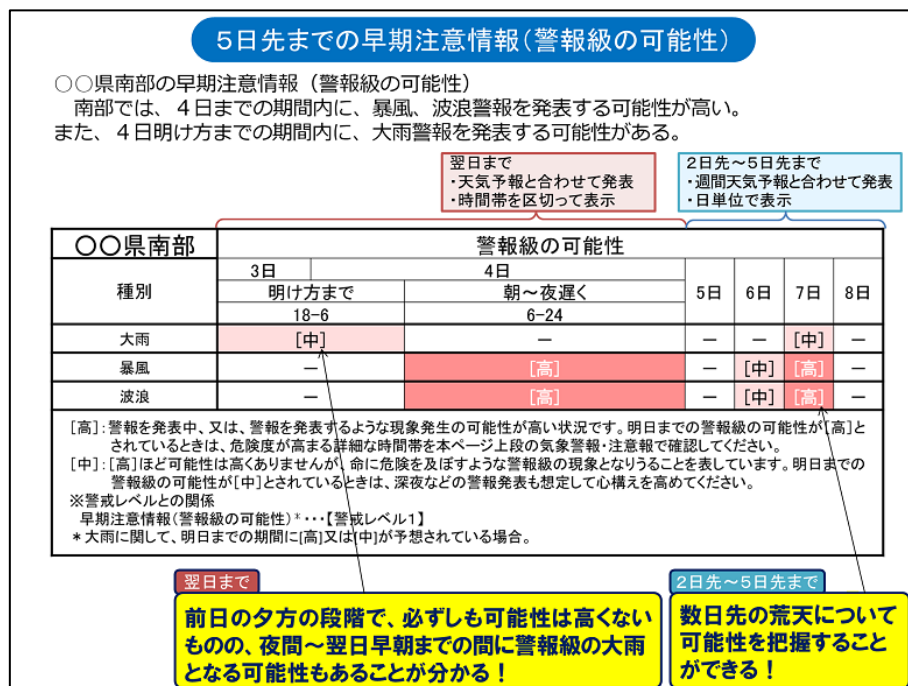 5日先までの早期注意情報(警報級の可能性)
○○県南部の早期注意情報（警報級の可能性）
南部では、４日までの期間内に、暴風、波浪警報を発表する可能性が高い。
また、４日明け方までの期間内に、大雨警報を発表する可能性がある。
翌日まで
・天気予報と合わせて発表
・時間帯を区切って表示
2日先～5日先まで
・週間天気予報と合わせて発表
・日単位で表示
○○県南部 警報級の可能性
種別 3日 4日 5日 6日 7日 8日
明け方まで 朝～夜遅く
18-6 6-24
大雨 [中] － － － [中] －
暴風 － [高] － [中] [高] －
波浪 － [高] － [中] [高] －
[高]：警報を発表中、又は、警報を発表するような現象発生の可能性が高い状況です。明日までの警報級の可能性が[高]と
されているときは、危険度が高まる詳細な時間帯を本ページ上段の気象警報・注意報で確認してください。
[中]：[高]ほど可能性は高くありませんが、命に危険を及ぼすような警報級の現象となりうることを表しています。明日までの
警報級の可能性が[中]とされているときは、深夜などの警報発表も想定して心構えを高めてください。
※警戒レベルとの関係
早期注意情報(警報級の可能性)*・・・【警戒レベル１】
*大雨に関して、明日までの期間に[高]又は[中]が予想されている場合。
翌日まで
前日の夕方の段階で、必ずしも可能性は高くない
ものの、夜間～翌日早朝までの間に警報級の大雨
となる可能性もあることが分かる！
2日先～5日先まで
数日先の荒天について
可能性を把握すること
ができる！